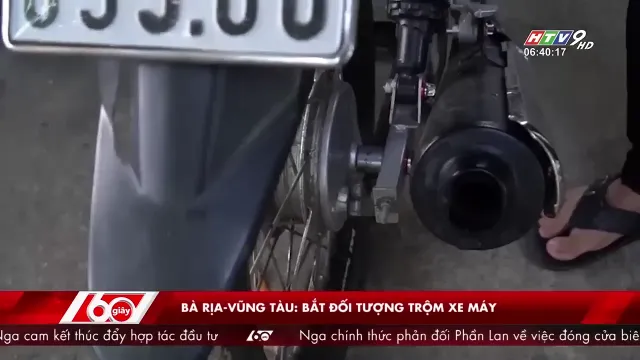 HTV9 HD
06:40:17
60 giây
BÀ RỊA-VŨNG TÀU: BẮT ĐỐI TƯỢNG TRỘM XE MÁY
Nga cam kết thúc đẩy hợp tác đầu tư 60 Nga chính thức phản đối Phần Lan về việc đóng cửa biê